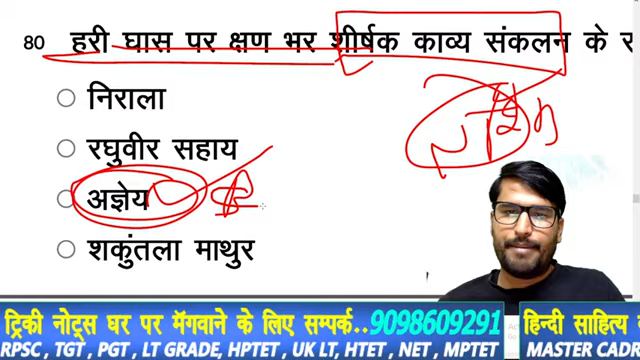 80 हरी घास पर क्षण भर शीर्षक काव्य संकलन के र
निराला
रघुवीर सहाय
अज्ञेय
शकुंतला माथुर
ट्रिकी नोट्स घर पर मँगवाने के लिए सम्पर्क..9098609291 हिन्दी साहित्य
RPSC, TGT, PGT, LT GRADE, HPTET, UK LT, HTET, NET, MPTET MASTER CADE